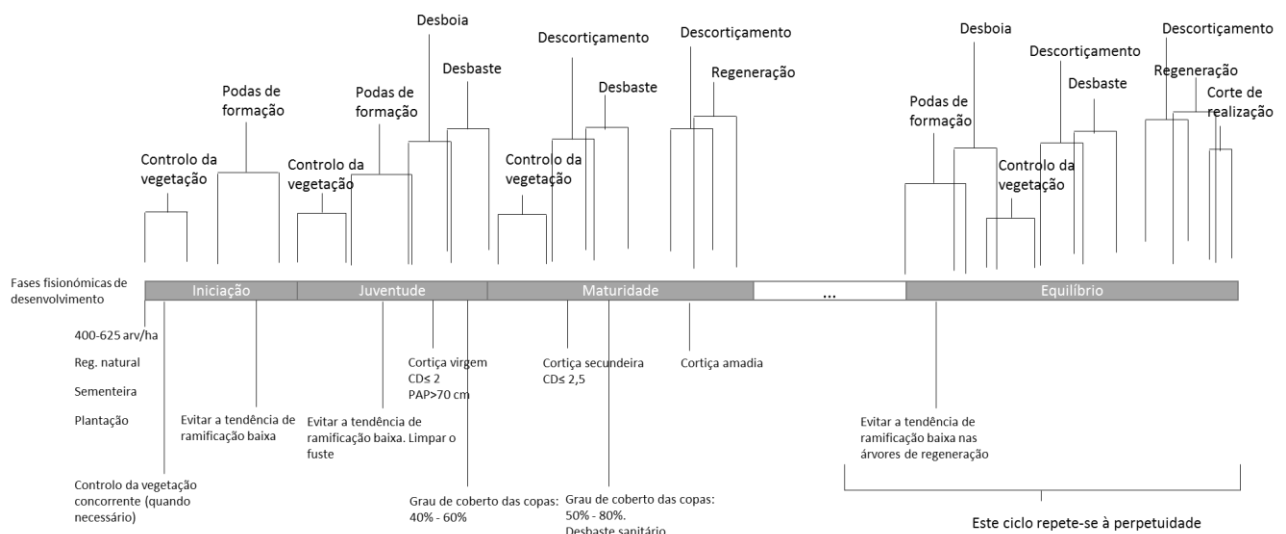 Desboia
Descortiçamento
Descortiçamento
Desbaste
Regeneração
Podas de
formação
Podas de
formação
Desbaste
Controlo da
vegetação
Controlo da
vegetação
Controlo da
vegetação
Descortiçamento
Desboia
Descortiçamento
Regeneração
Desbaste
Corte de
realização
Podas de
formação
Controlo da
vegetação
Fases fisionómicas de
desenvolvimento
Iniciação
Juventude
Maturidade
...
Equilíbrio
400-625 arv/ha
Reg. natural
Sementeira
Plantação
Cortiça virgem
CD≤ 2
PAP>70 cm
Cortiça secundeira
CD≤ 2,5
Cortiça amadia
Evitar a tendência de
ramificação baixa
Evitar a tendência de
ramificação baixa. Limpar o
fuste
Evitar a tendência de
ramificação baixa nas
árvores de regeneração
Controlo da vegetação
concorrente (quando
necessário)
Grau de coberto das copas:
40% - 60%
Grau de coberto das copas:
50% - 80%.
Desbaste sanitário
Este ciclo repete-se à perpetuidade